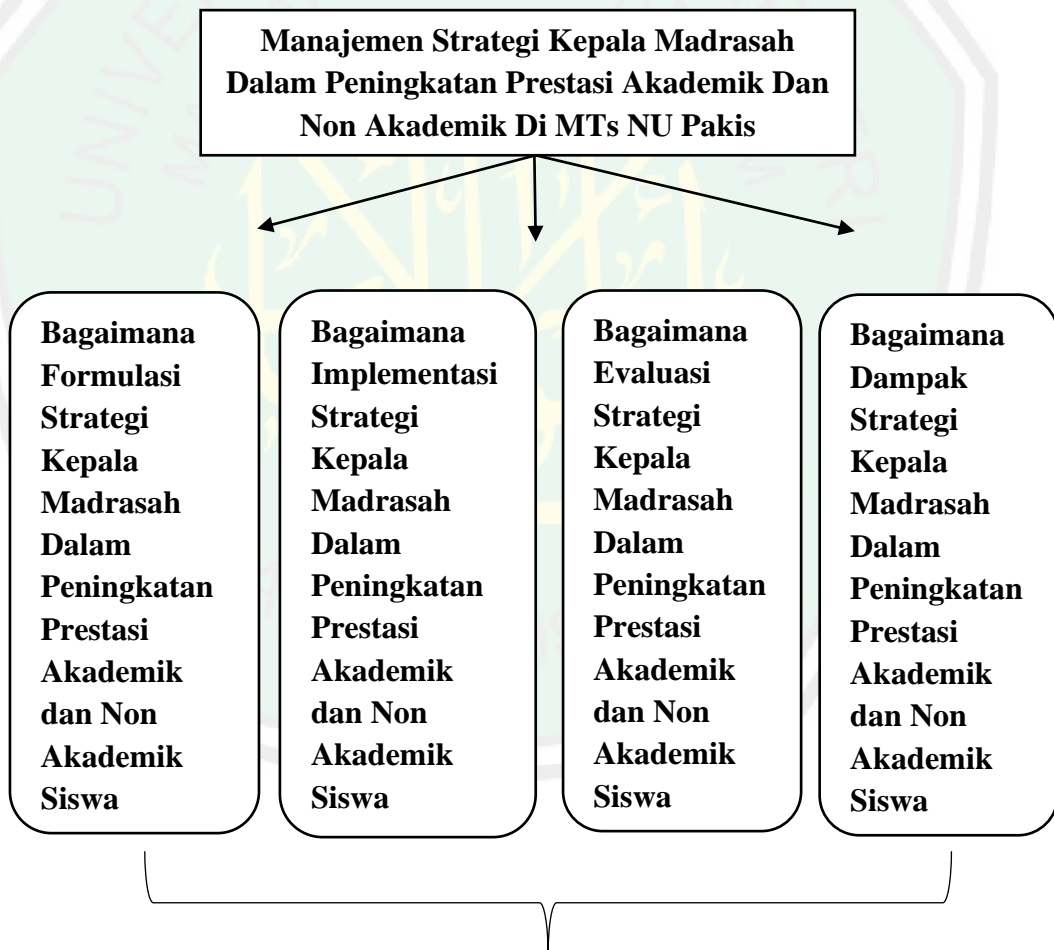 Manajemen Strategi Kepala Madrasah
Dalam Peningkatan Prestasi Akademik Dan
Non Akademik Di MTs NU Pakis
Bagaimana
Formulasi
Strategi
Kepala
Madrasah
Dalam
Peningkatan
Prestasi
Akademik
dan Non
Akademik
Siswa
Bagaimana
Implementasi
Strategi
Kepala
Madrasah
Dalam
Peningkatan
Prestasi
Akademik
dan Non
Akademik
Siswa
Bagaimana
Evaluasi
Strategi
Kepala
Madrasah
Dalam
Peningkatan
Prestasi
Akademik
dan Non
Akademik
Siswa
Bagaimana
Dampak
Strategi
Kepala
Madrasah
Dalam
Peningkatan
Prestasi
Akademik
dan Non
Akademik
Siswa